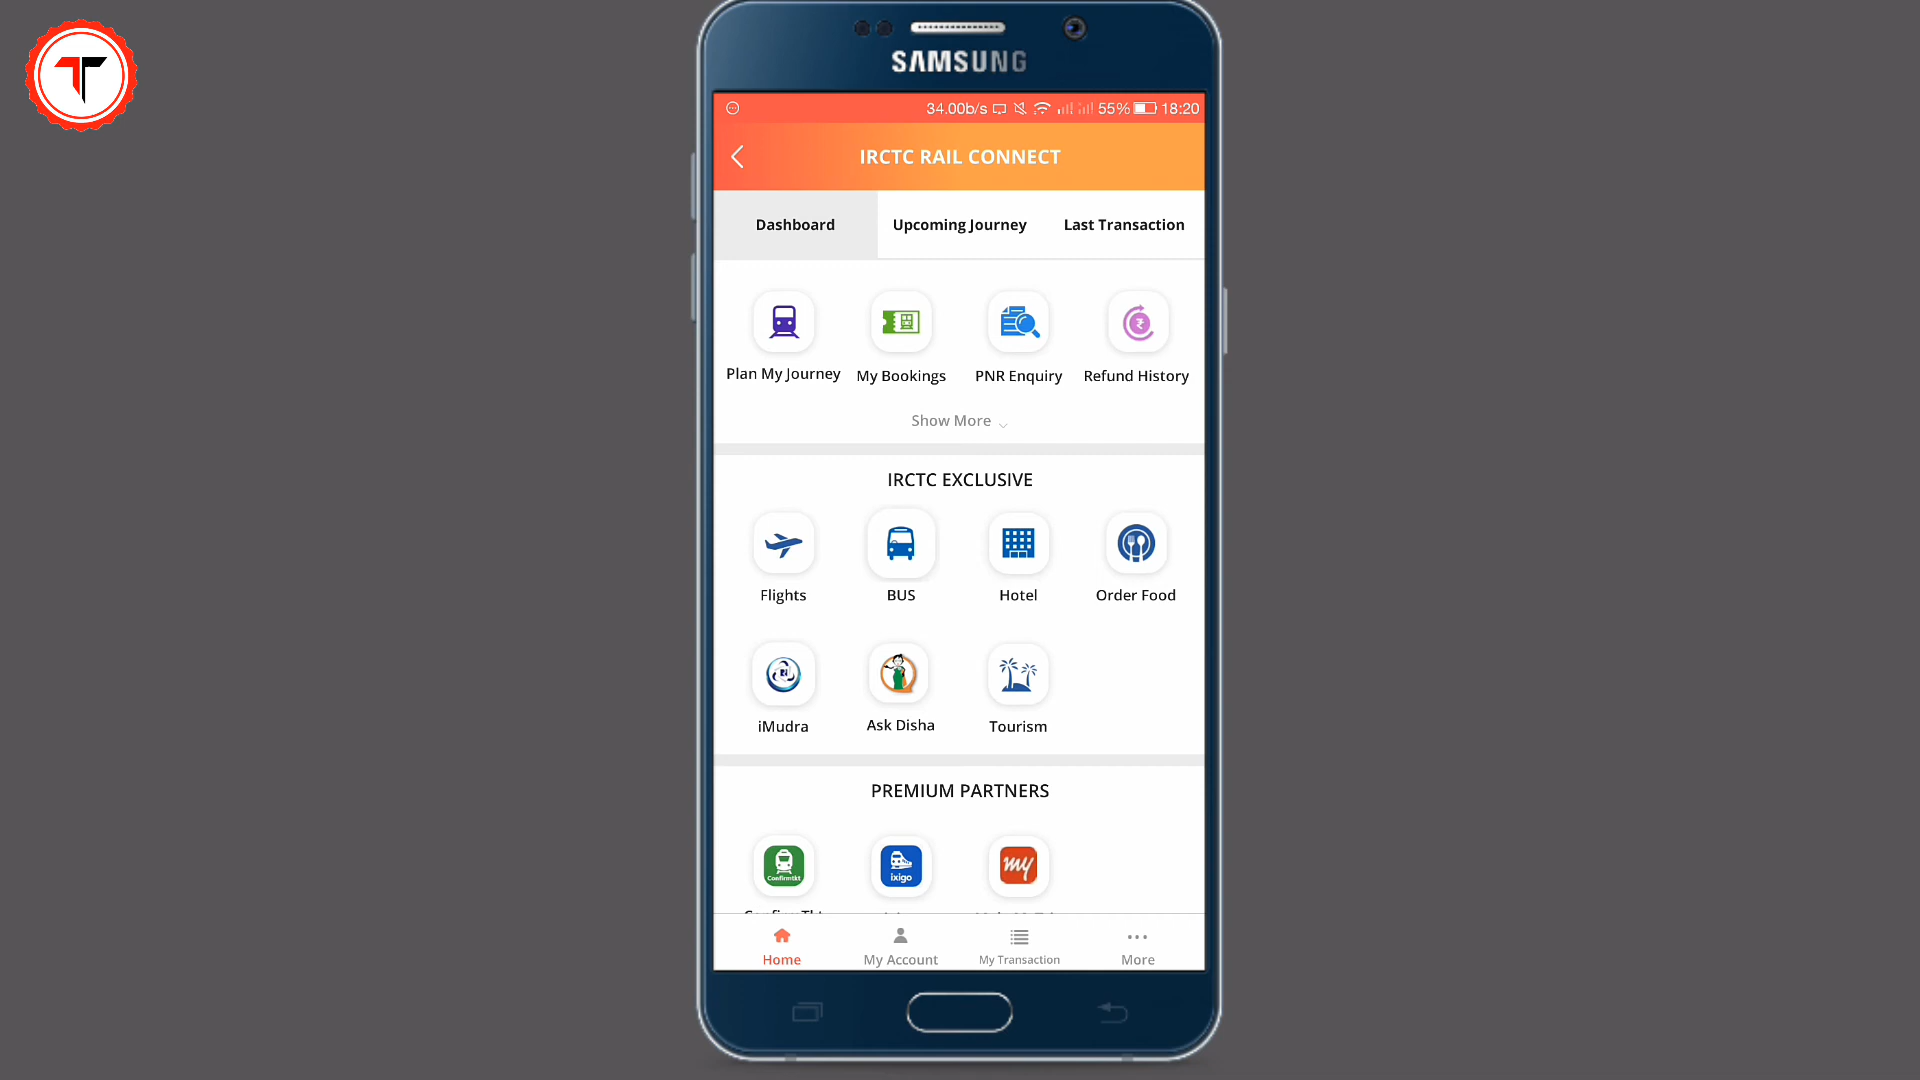 SAMSUNG
34.00b/s 55% 18:20
IRCTC RAIL CONNECT
Dashboard Upcoming Journey Last Transaction
Plan My Journey My Bookings PNR Enquiry Refund History
Show More
IRCTC EXCLUSIVE
Flights BUS Hotel Order Food
iMudra Ask Disha Tourism
PREMIUM PARTNERS
Confirmtkt ixigo my
Home My Account My Transaction More